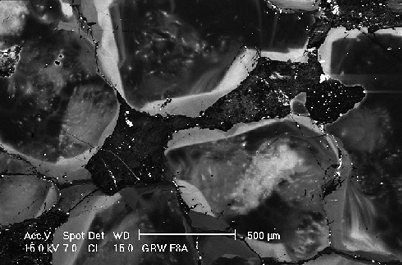 Acc.V Spot Det WD 500 µm
15.0 kV 7.0 CL 15.0 GRW F8A